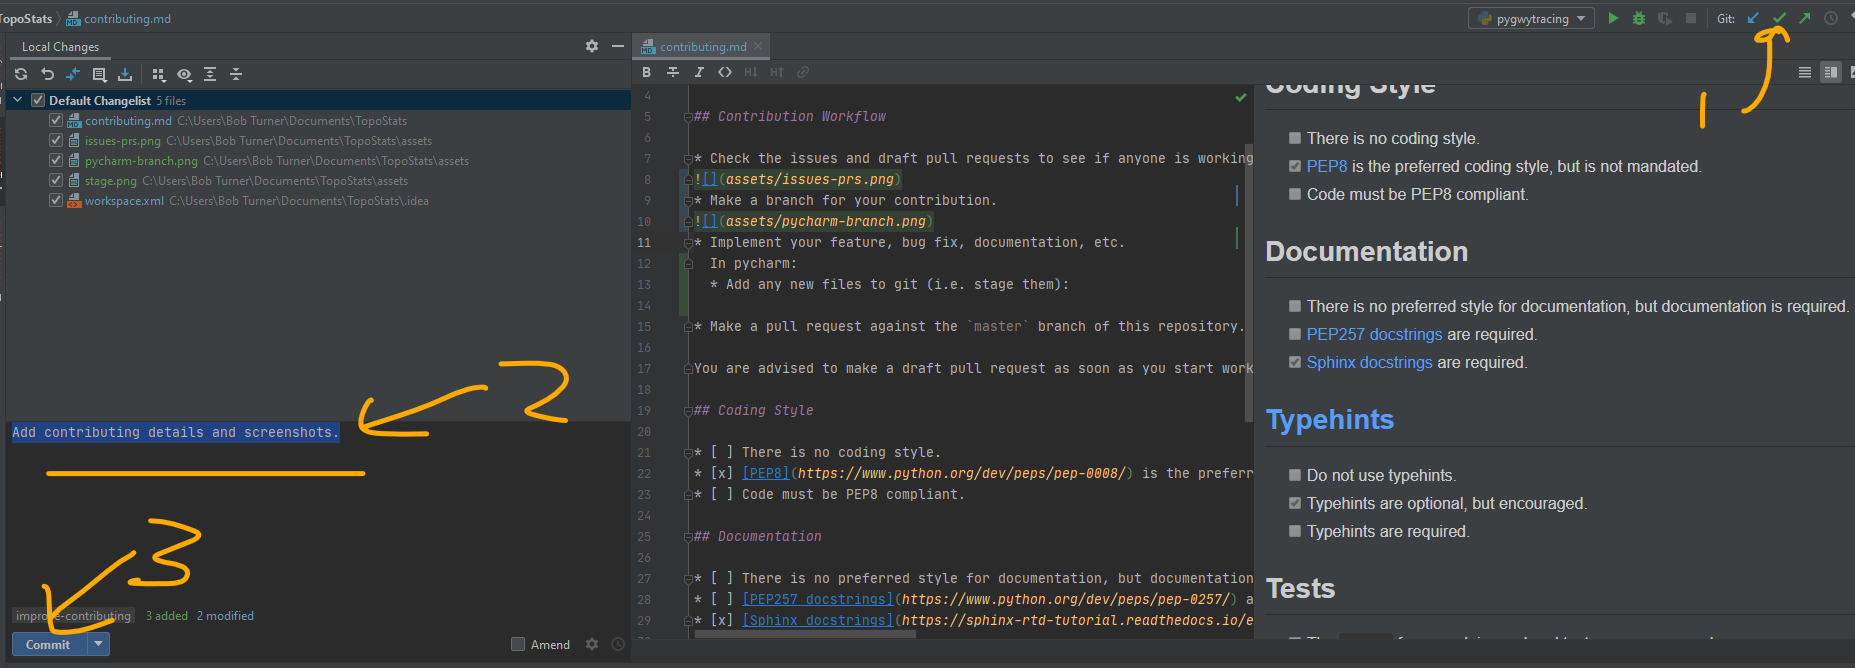 TopoStats contributing.md
pygwytracing Git:
Local Changes
contributing.md
Default Changelist 5 files
contributing.md C:\Users\Bob Turner\Documents\TopoStats
issues-prs.png C:\Users\Bob Turner\Documents\TopoStats\assets
pycharm-branch.png C:\Users\Bob Turner\Documents\TopoStats\assets
stage.png C:\Users\Bob Turner\Documents\TopoStats\assets
workspace.xml C:\Users\Bob Turner\Documents\TopoStats\.idea
Add contributing details and screenshots.
2
3
improve-contributing 3 added 2 modified
Commit
Amend
B I <> H↓ H↑
4
5 ## Contribution Workflow
6
7 * Check the issues and draft pull requests to see if anyone is working
8 ![](assets/issues-prs.png)
9 * Make a branch for your contribution.
10 ![](assets/pycharm-branch.png)
11 * Implement your feature, bug fix, documentation, etc.
12 In pycharm:
13 * Add any new files to git (i.e. stage them):
14
15 * Make a pull request against the `master` branch of this repository.
16
17 You are advised to make a draft pull request as soon as you start work
18
19 ## Coding Style
20
21 * [ ] There is no coding style.
22 * [x] [PEP8](https://www.python.org/dev/peps/pep-0008/) is the preferr
23 * [ ] Code must be PEP8 compliant.
24
25 ## Documentation
26
27 * [ ] There is no preferred style for documentation, but documentation
28 * [ ] [PEP257 docstrings](https://www.python.org/dev/peps/pep-0257/) a
29 * [x] [Sphinx docstrings](https://sphinx-rtd-tutorial.readthedocs.io/e
1
Coding Style
There is no coding style.
PEP8 is the preferred coding style, but is not mandated.
Code must be PEP8 compliant.
Documentation
There is no preferred style for documentation, but documentation is required.
PEP257 docstrings are required.
Sphinx docstrings are required.
Typehints
Do not use typehints.
Typehints are optional, but encouraged.
Typehints are required.
Tests